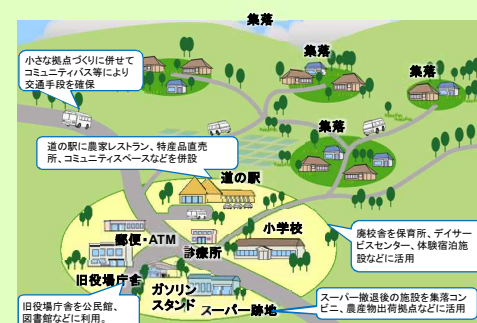 集落
小さな拠点づくりに併せて
コミュニティバス等により
交通手段を確保
集落
集落
集落
道の駅に農家レストラン、特産品直売
所、コミュニティスペースなどを併設
道の駅
郵便・ATM
診療所
小学校
廃校舎を保育所、デイサー
ビスセンター、体験宿泊施
設などに活用
旧役場庁舎
ガソリン
スタンド
スーパー跡地
旧役場庁舎を公民館、
図書館などに利用。
スーパー撤退後の施設を集落コン
ビニ、農産物出荷拠点などに活用